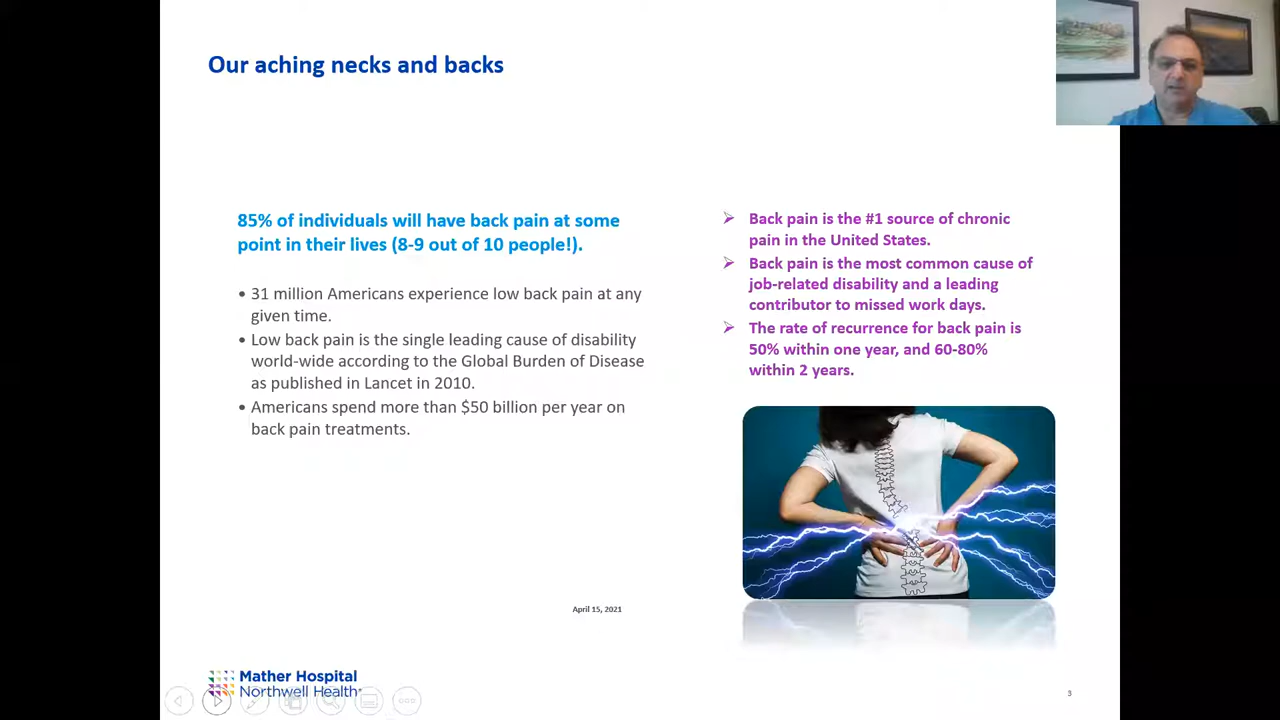 Our aching necks and backs
85% of individuals will have back pain at some
point in their lives (8-9 out of 10 people!).
• 31 million Americans experience low back pain at any
given time.
• Low back pain is the single leading cause of disability
world-wide according to the Global Burden of Disease
as published in Lancet in 2010.
• Americans spend more than $50 billion per year on
back pain treatments.
➢ Back pain is the #1 source of chronic
pain in the United States.
➢ Back pain is the most common cause of
job-related disability and a leading
contributor to missed work days.
➢ The rate of recurrence for back pain is
50% within one year, and 60-80%
within 2 years.
April 15, 2021
Mather Hospital
Northwell Health
3